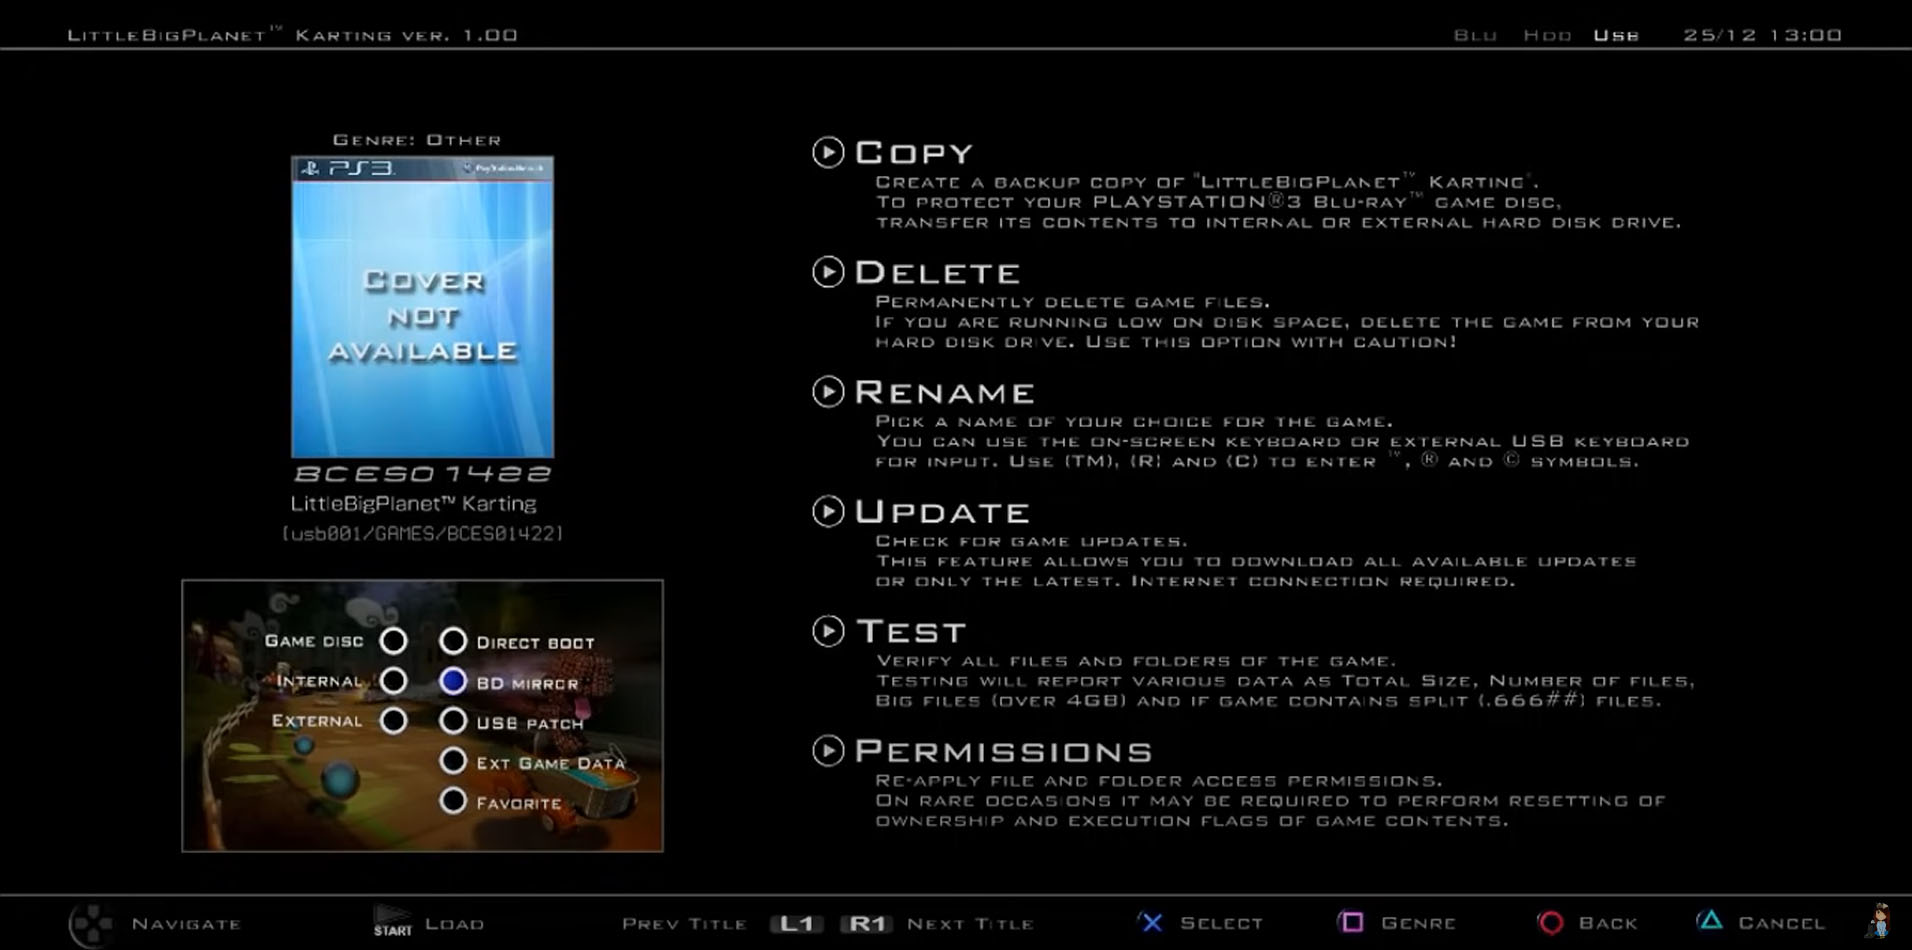 LittleBigPlanet™ Karting ver. 1.00
Blu Hdd Usb 25/12 13:00
Genre: Other
PS3
Cover
not
available
BCES01422
LittleBigPlanet™ Karting
[usb001/GAMES/BCES01422]
Game disc
Internal
External
Direct boot
BD mirror
USB patch
Ext Game Data
Favorite
Copy
Create a backup copy of "LittleBigPlanet™ Karting".
To protect your PLAYSTATION®3 Blu-ray™ game disc,
transfer its contents to internal or external hard disk drive.
Delete
Permanently delete game files.
If you are running low on disk space, delete the game from your
hard disk drive. Use this option with caution!
Rename
Pick a name of your choice for the game.
You can use the on-screen keyboard or external USB keyboard
for input. Use (TM), (R) and (C) to enter ™, ® and © symbols.
Update
Check for game updates.
This feature allows you to download all available updates
or only the latest. Internet connection required.
Test
Verify all files and folders of the game.
Testing will report various data as Total Size, Number of files,
Big files (over 4GB) and if game contains split (.666##) files.
Permissions
Re-apply file and folder access permissions.
On rare occasions it may be required to perform resetting of
ownership and execution flags of game contents.
Navigate START Load Prev Title L1 R1 Next Title Select Genre Back Cancel